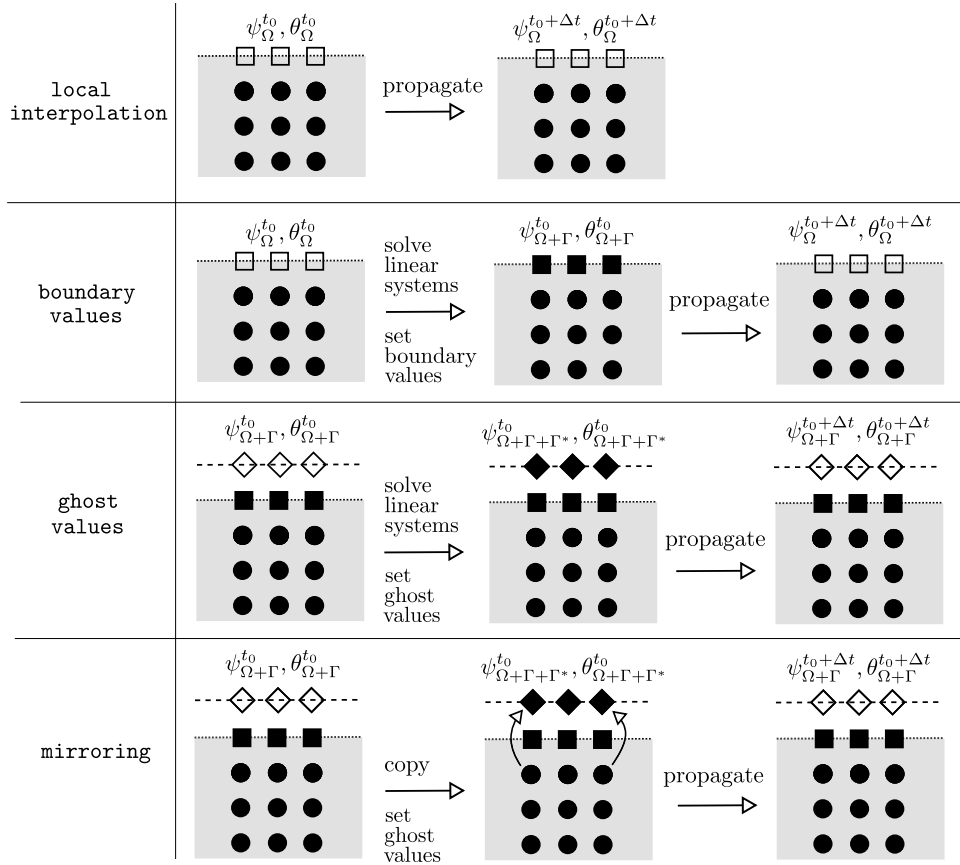 local
interpolation
ψ_Ω^{t_0}, θ_Ω^{t_0}
propagate
ψ_Ω^{t_0+Δt}, θ_Ω^{t_0+Δt}
boundary
values
ψ_Ω^{t_0}, θ_Ω^{t_0}
solve
linear
systems
set
boundary
values
ψ_{Ω+Γ}^{t_0}, θ_{Ω+Γ}^{t_0}
propagate
ψ_Ω^{t_0+Δt}, θ_Ω^{t_0+Δt}
ghost
values
ψ_{Ω+Γ}^{t_0}, θ_{Ω+Γ}^{t_0}
solve
linear
systems
set
ghost
values
ψ_{Ω+Γ+Γ*}^{t_0}, θ_{Ω+Γ+Γ*}^{t_0}
propagate
ψ_{Ω+Γ}^{t_0+Δt}, θ_{Ω+Γ}^{t_0+Δt}
mirroring
ψ_{Ω+Γ}^{t_0}, θ_{Ω+Γ}^{t_0}
copy
set
ghost
values
ψ_{Ω+Γ+Γ*}^{t_0}, θ_{Ω+Γ+Γ*}^{t_0}
propagate
ψ_{Ω+Γ}^{t_0+Δt}, θ_{Ω+Γ}^{t_0+Δt}